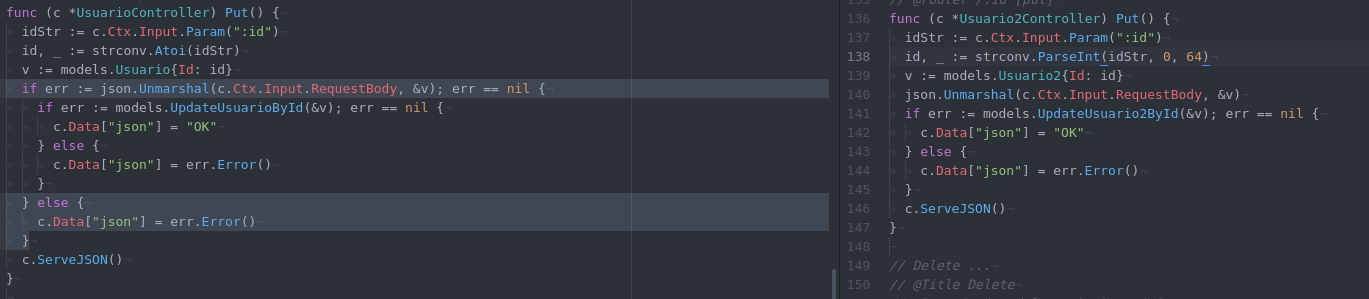 func (c *UsuarioController) Put() {
idStr := c.Ctx.Input.Param(":id")
id, _ := strconv.Atoi(idStr)
v := models.Usuario{Id: id}
if err := json.Unmarshal(c.Ctx.Input.RequestBody, &v); err == nil {
if err := models.UpdateUsuarioById(&v); err == nil {
c.Data["json"] = "OK"
} else {
c.Data["json"] = err.Error()
}
} else {
c.Data["json"] = err.Error()
}
c.ServeJSON()
}
135 // @router /:id [put]
136 func (c *Usuario2Controller) Put() {
137 idStr := c.Ctx.Input.Param(":id")
138 id, _ := strconv.ParseInt(idStr, 0, 64)
139 v := models.Usuario2{Id: id}
140 json.Unmarshal(c.Ctx.Input.RequestBody, &v)
141 if err := models.UpdateUsuario2ById(&v); err == nil {
142 c.Data["json"] = "OK"
143 } else {
144 c.Data["json"] = err.Error()
145 }
146 c.ServeJSON()
147 }
148
149 // Delete ...
150 // @Title Delete